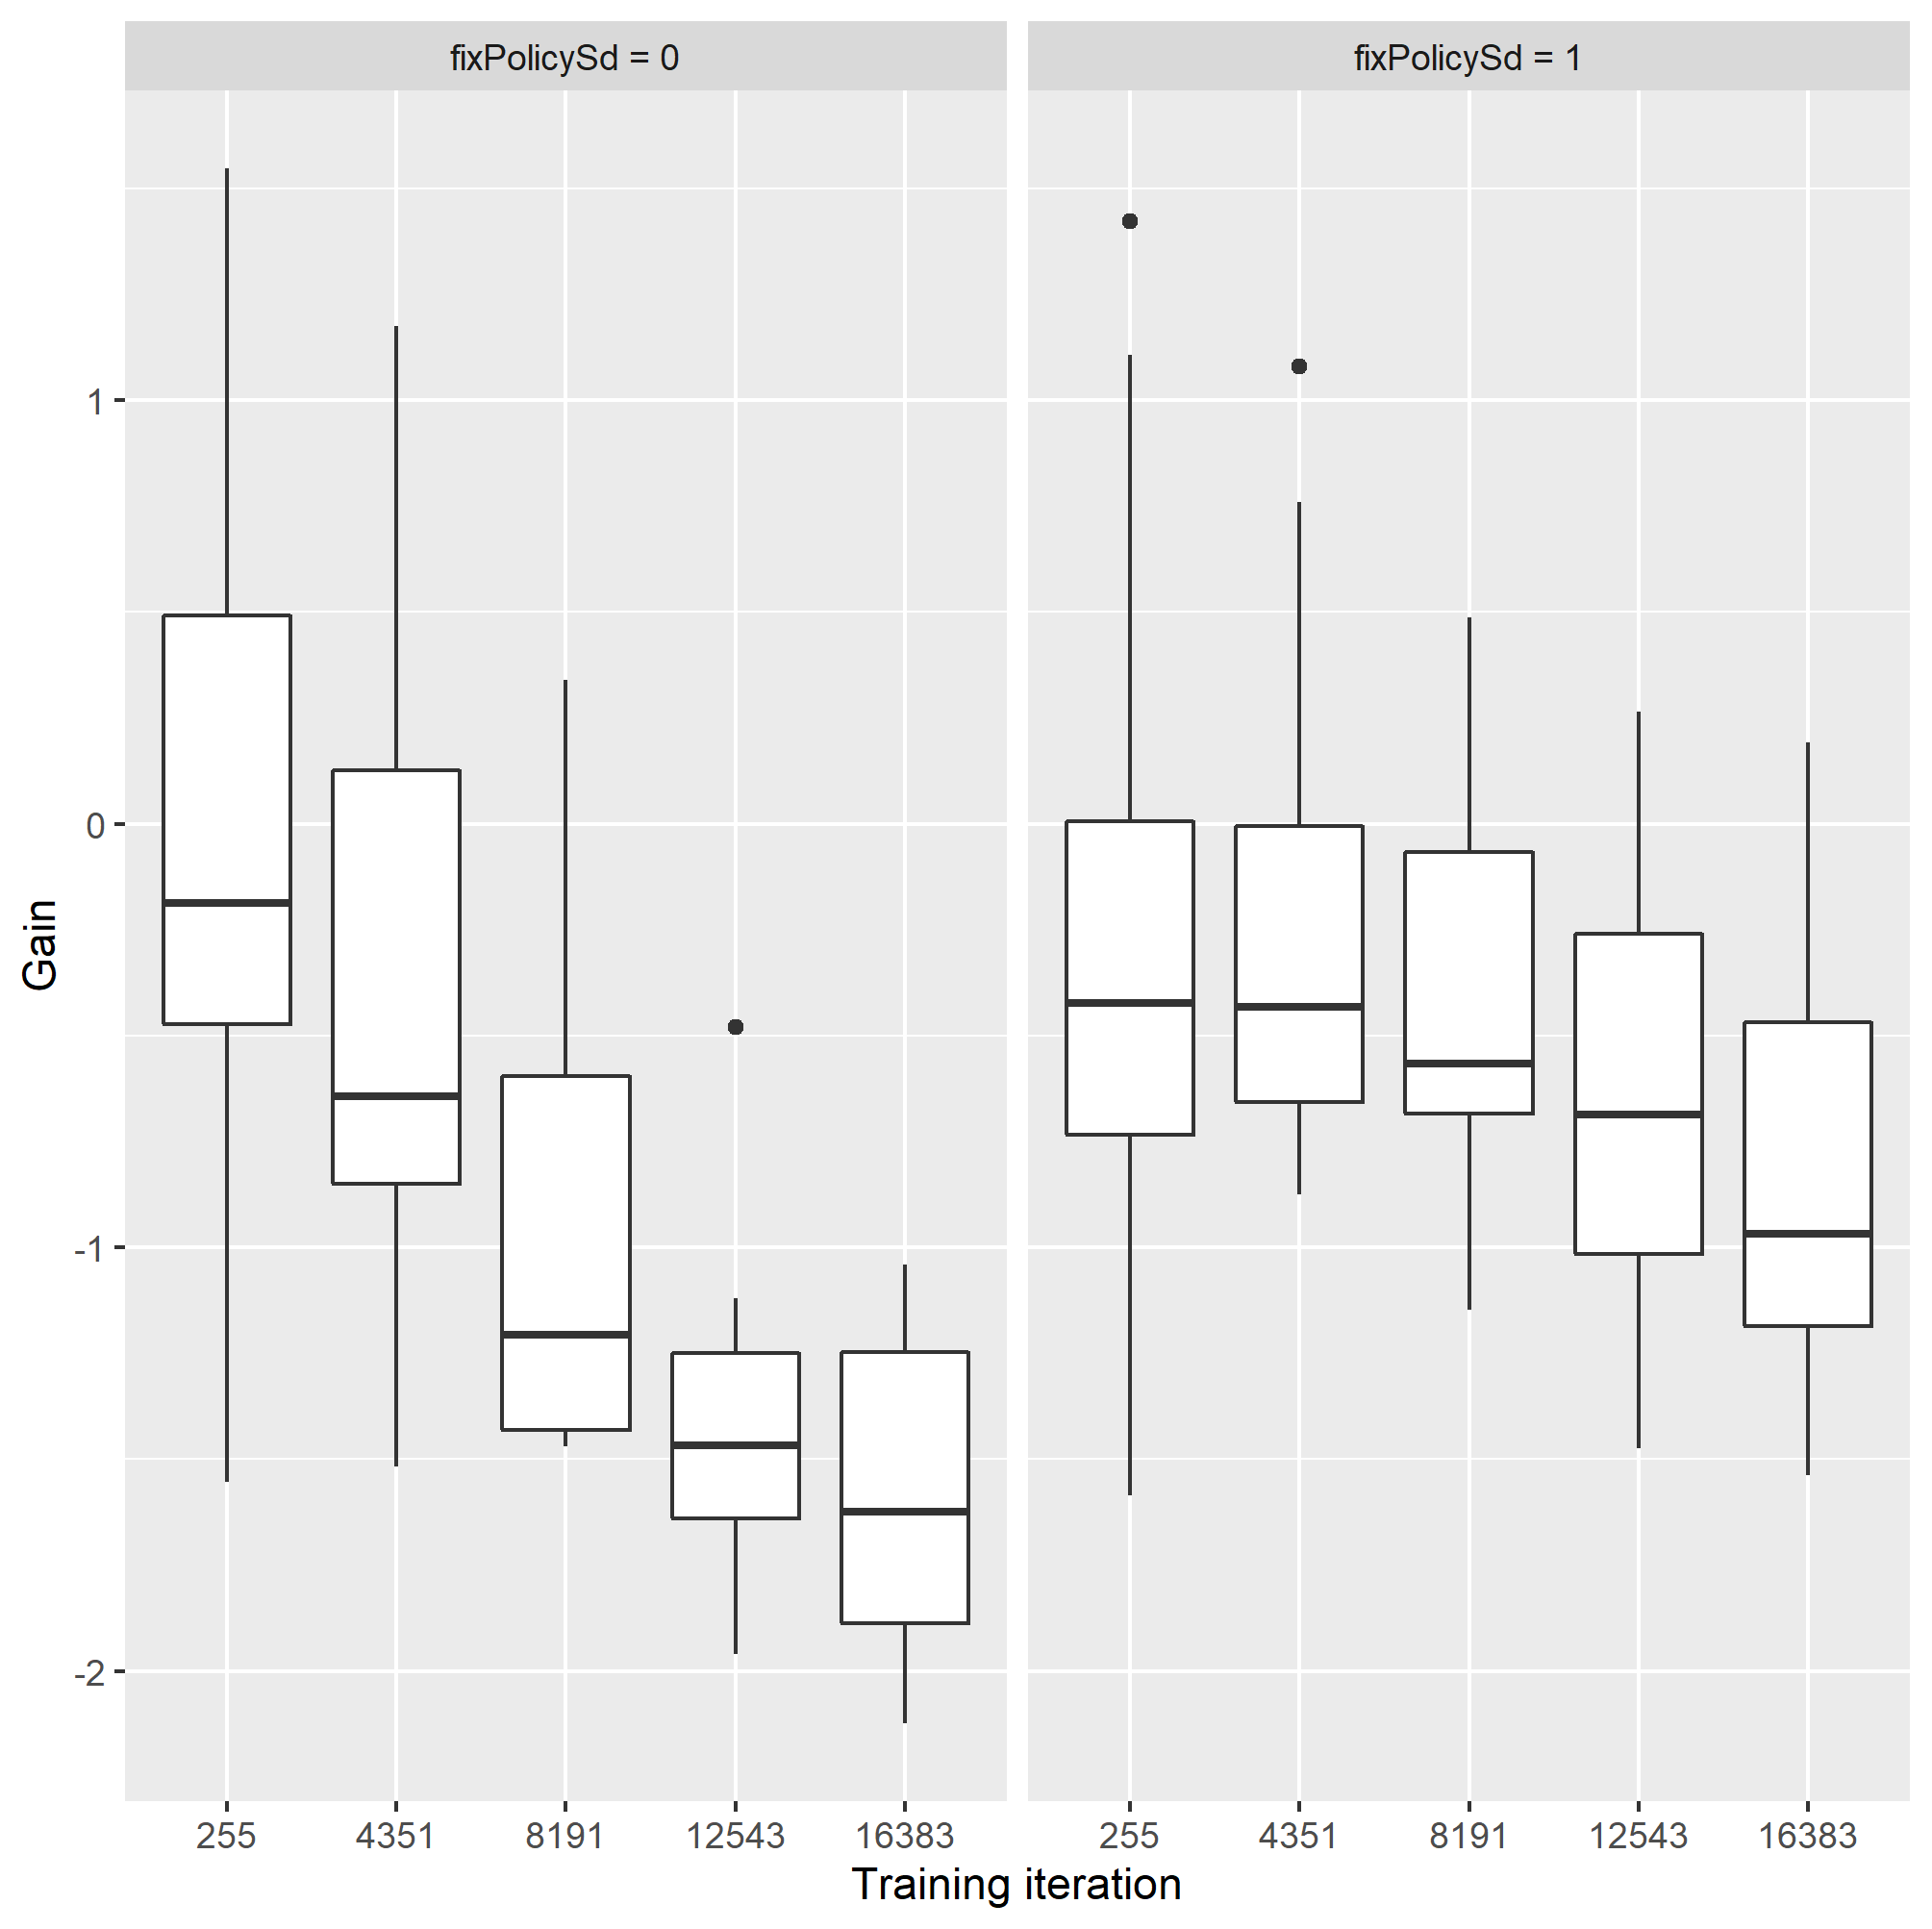 fixPolicySd = 0
fixPolicySd = 1
Gain
1
0
-1
-2
255 4351 8191 12543 16383
255 4351 8191 12543 16383
Training iteration